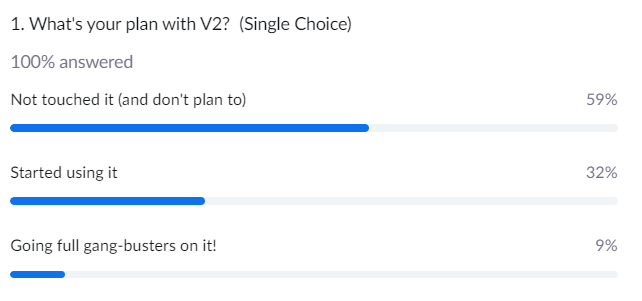 1. What's your plan with V2? (Single Choice)
100% answered
Not touched it (and don't plan to) 59%
Started using it 32%
Going full gang-busters on it! 9%